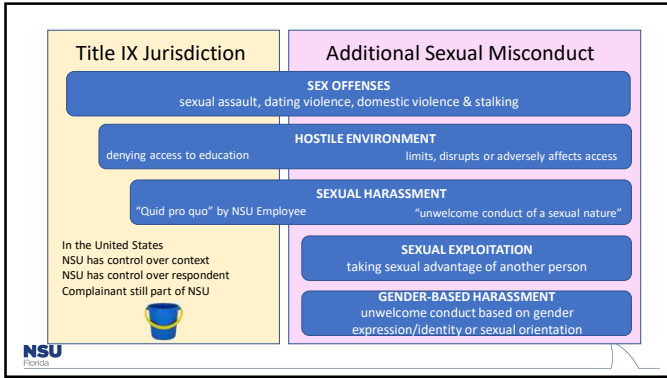 Title IX Jurisdiction
Additional Sexual Misconduct
SEX OFFENSES
sexual assault, dating violence, domestic violence & stalking
HOSTILE ENVIRONMENT
denying access to education
limits, disrupts or adversely affects access
SEXUAL HARASSMENT
“Quid pro quo” by NSU Employee
“unwelcome conduct of a sexual nature”
In the United States
NSU has control over context
NSU has control over respondent
Complainant still part of NSU
SEXUAL EXPLOITATION
taking sexual advantage of another person
GENDER-BASED HARASSMENT
unwelcome conduct based on gender
expression/identity or sexual orientation
NSU
Florida